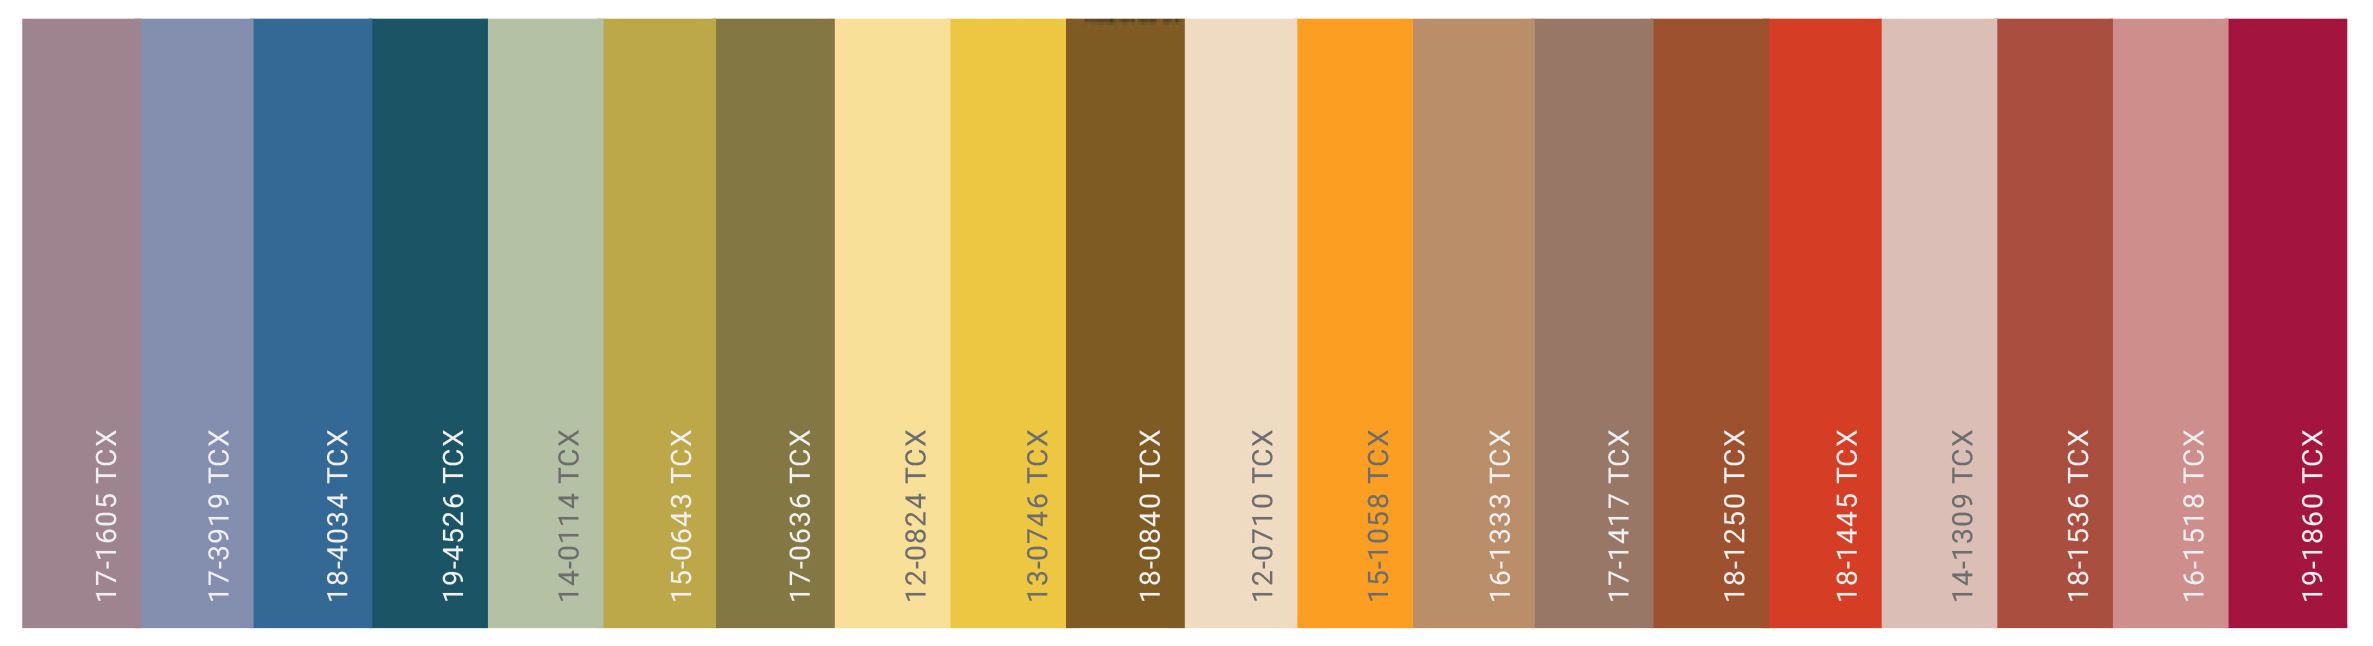 17-1605 TCX
17-3919 TCX
18-4034 TCX
19-4526 TCX
14-0114 TCX
15-0643 TCX
17-0636 TCX
12-0824 TCX
13-0746 TCX
18-0840 TCX
12-0710 TCX
15-1058 TCX
16-1333 TCX
17-1417 TCX
18-1250 TCX
18-1445 TCX
14-1309 TCX
18-1536 TCX
16-1518 TCX
19-1860 TCX